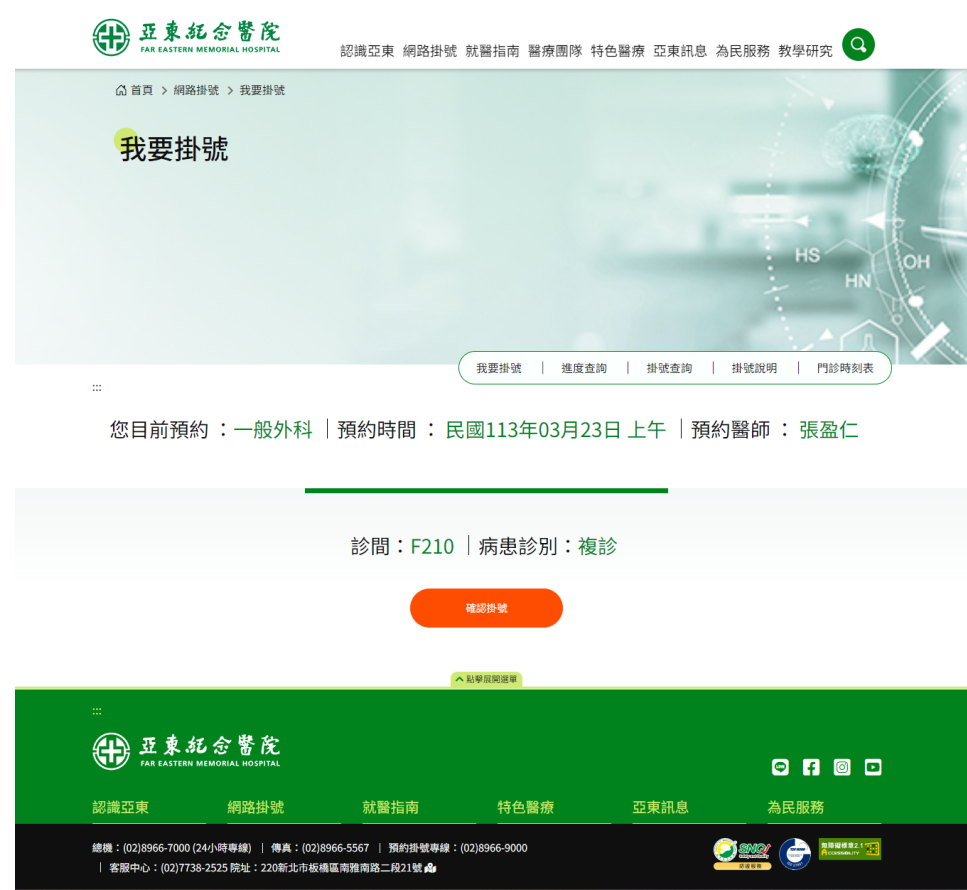 亞東紀念醫院
FAR EASTERN MEMORIAL HOSPITAL
認識亞東 網路掛號 就醫指南 醫療團隊 特色醫療 亞東訊息 為民服務 教學研究
首頁 > 網路掛號 > 我要掛號
我要掛號
HS
OH
HN
我要掛號 | 進度查詢 | 掛號查詢 | 掛號說明 | 門診時刻表
:::
您目前預約 ：一般外科 | 預約時間 ： 民國113年03月23日 上午 | 預約醫師 ： 張盈仁
診間：F210 | 病患診別：複診
確認掛號
點擊展開選單
:::
亞東紀念醫院
FAR EASTERN MEMORIAL HOSPITAL
認識亞東 網路掛號 就醫指南 特色醫療 亞東訊息 為民服務
總機：(02)8966-7000 (24小時專線) | 傳真：(02)8966-5567 | 預約掛號專線：(02)8966-9000
| 客服中心：(02)7738-2525 院址：220新北市板橋區南雅南路二段21號
SNQ
無障礙標章2.1
ACCESSIBILITY